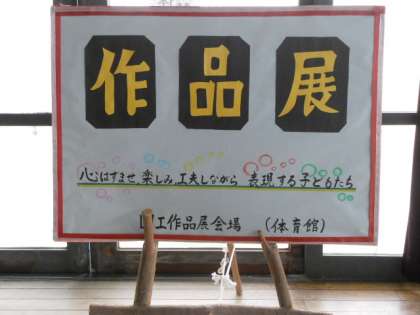 作品展
心はずませ 楽しみ 工夫しながら 表現する子どもたち
図工作品展会場 (体育館)